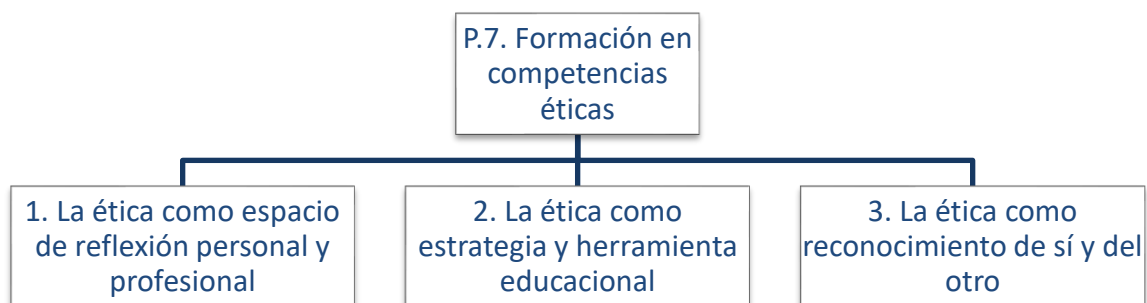 P.7. Formación en
competencias
éticas
1. La ética como espacio
de reflexión personal y
profesional
2. La ética como
estrategia y herramienta
educacional
3. La ética como
reconocimiento de sí y del
otro